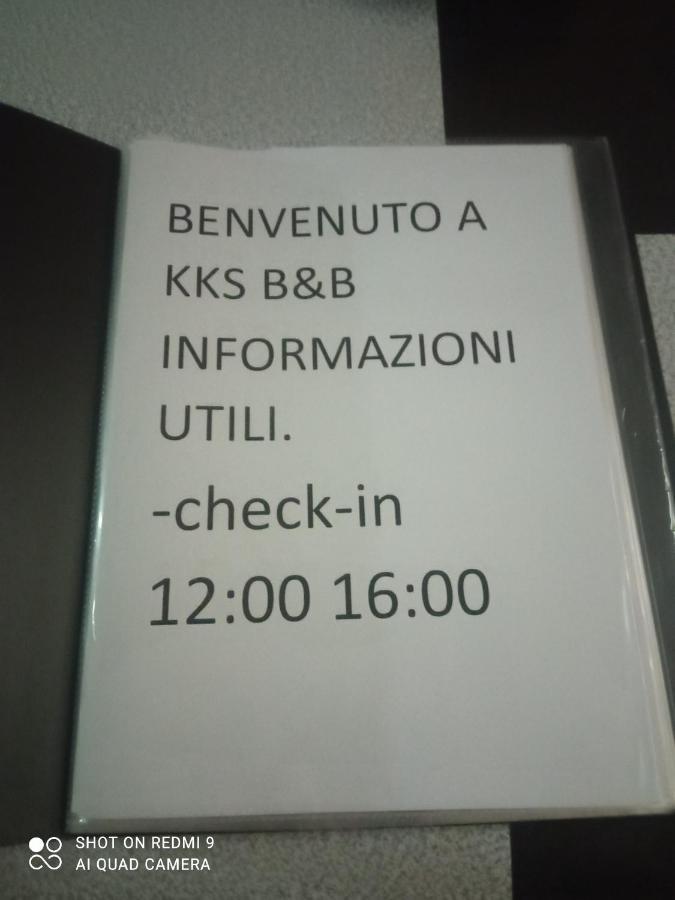 BENVENUTO A
KKS B&B
INFORMAZIONI
UTILI.
-check-in
12:00 16:00
SHOT ON REDMI 9
AI QUAD CAMERA